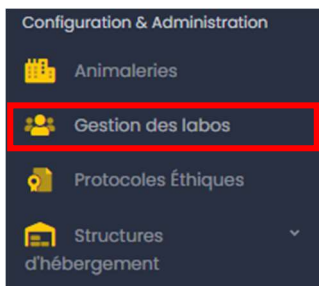 Configuration & Administration
Animaleries
Gestion des labos
Protocoles Éthiques
Structures
d'hébergement